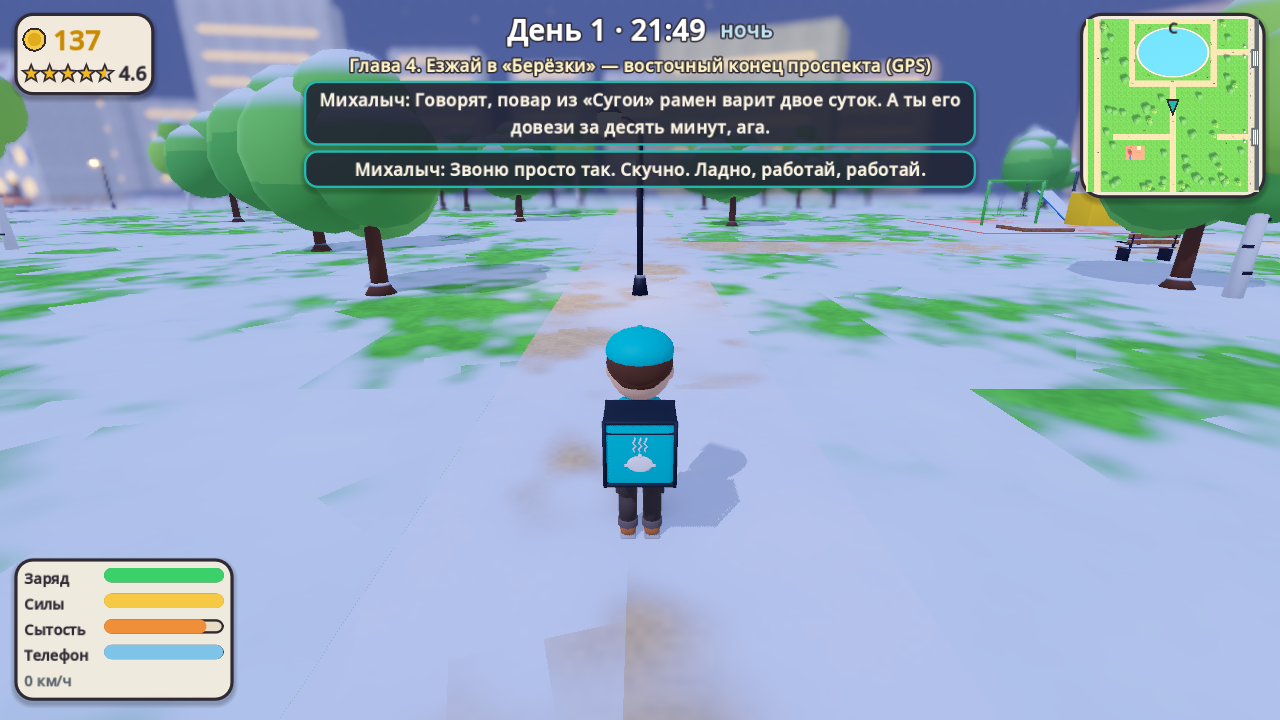 137
4.6
День 1 · 21:49 ночь
Глава 4. Езжай в «Берёзки» — восточный конец проспекта (GPS)
Михалыч: Говорят, повар из «Сугои» рамен варит двое суток. А ты его
довези за десять минут, ага.
Михалыч: Звоню просто так. Скучно. Ладно, работай, работай.
С
Заряд
Силы
Сытость
Телефон
0 км/ч